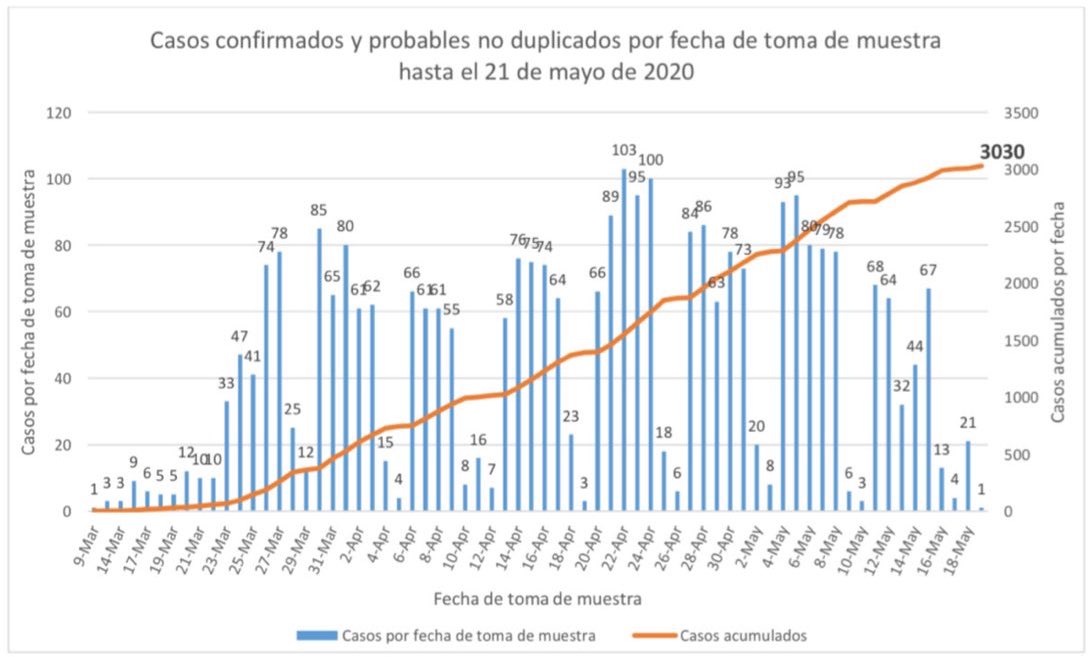 Casos confirmados y probables no duplicados por fecha de toma de muestra
hasta el 21 de mayo de 2020
Casos por fecha de toma de muestra
120
100
80
60
40
20
0
1 3 3 9 6 5 5 12 10 10 33 47 41 74 78 25 12 85 65 80 61 62 15 4 66 61 61 55 8 16 7 58 76 75 74 64 23 3 66 89 103 95 100 18 6 84 86 63 78 73 20 8 93 95 80 79 78 6 3 68 64 32 44 67 13 4 21 1
3030
3500
3000
2500
2000
1500
1000
500
0
Casos acumulados por fecha
9-Mar 14-Mar 17-Mar 19-Mar 21-Mar 23-Mar 25-Mar 27-Mar 29-Mar 31-Mar 2-Apr 4-Apr 6-Apr 8-Apr 10-Apr 12-Apr 14-Apr 16-Apr 18-Apr 20-Apr 22-Apr 24-Apr 26-Apr 28-Apr 30-Apr 2-May 4-May 6-May 8-May 10-May 12-May 14-May 16-May 18-May
Fecha de toma de muestra
Casos por fecha de toma de muestra Casos acumulados